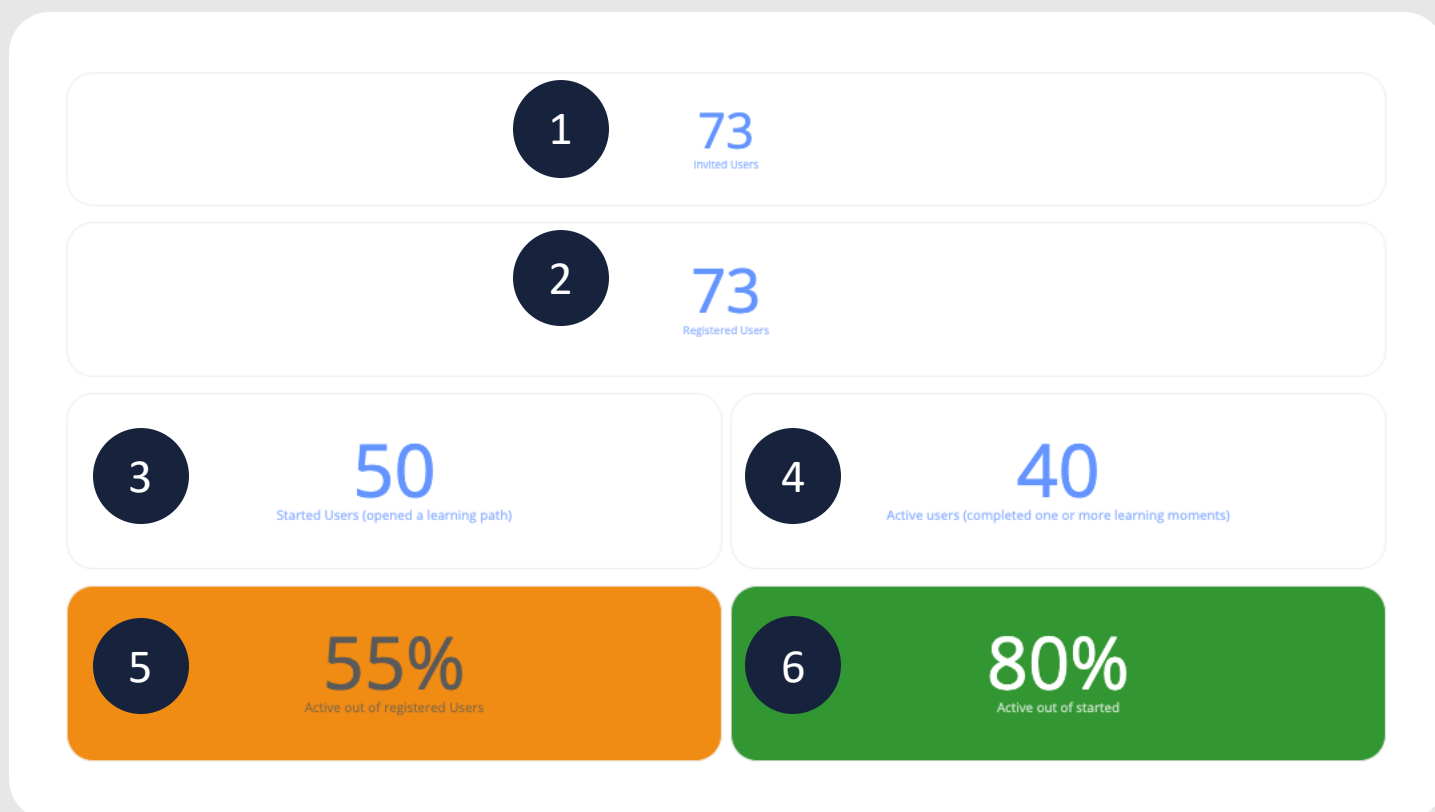 1
73
Invited Users
2
73
Registered Users
3
50
Started Users (opened a learning path)
4
40
Active users (completed one or more learning moments)
5
55%
Active out of registered Users
6
80%
Active out of started